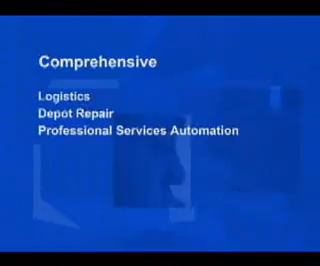 Comprehensive
Logistics
Depot Repair
Professional Services Automation